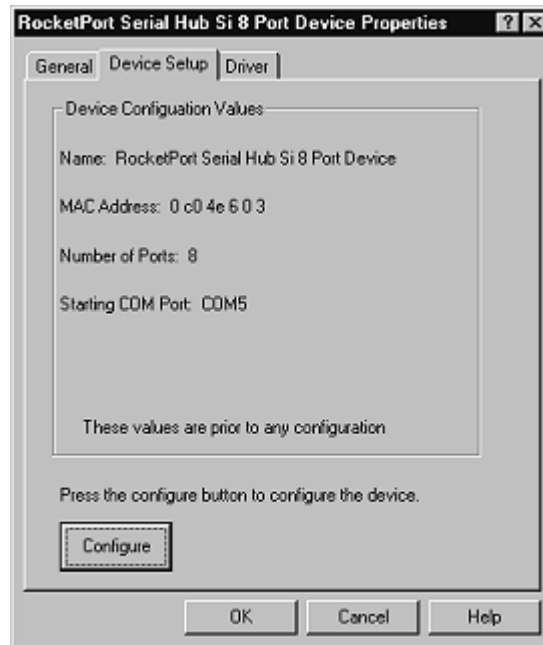 RocketPort Serial Hub Si 8 Port Device Properties
General Device Setup Driver
Device Configuation Values
Name: RocketPort Serial Hub Si 8 Port Device
MAC Address: 0 c0 4e 6 0 3
Number of Ports: 8
Starting COM Port: COM5
These values are prior to any configuration
Press the configure button to configure the device.
Configure
OK Cancel Help